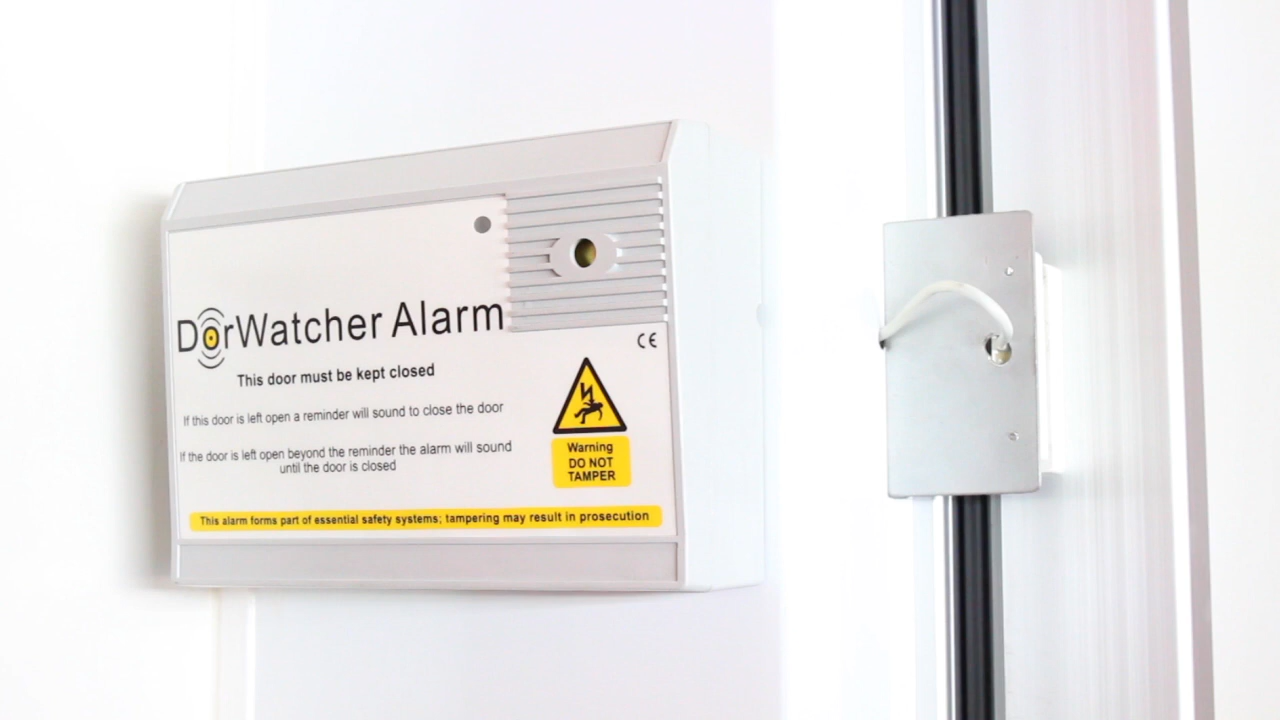 DorWatcher Alarm
This door must be kept closed
If this door is left open a reminder will sound to close the door
If the door is left open beyond the reminder the alarm will sound
until the door is closed
CE
Warning
DO NOT
TAMPER
This alarm forms part of essential safety systems; tampering may result in prosecution